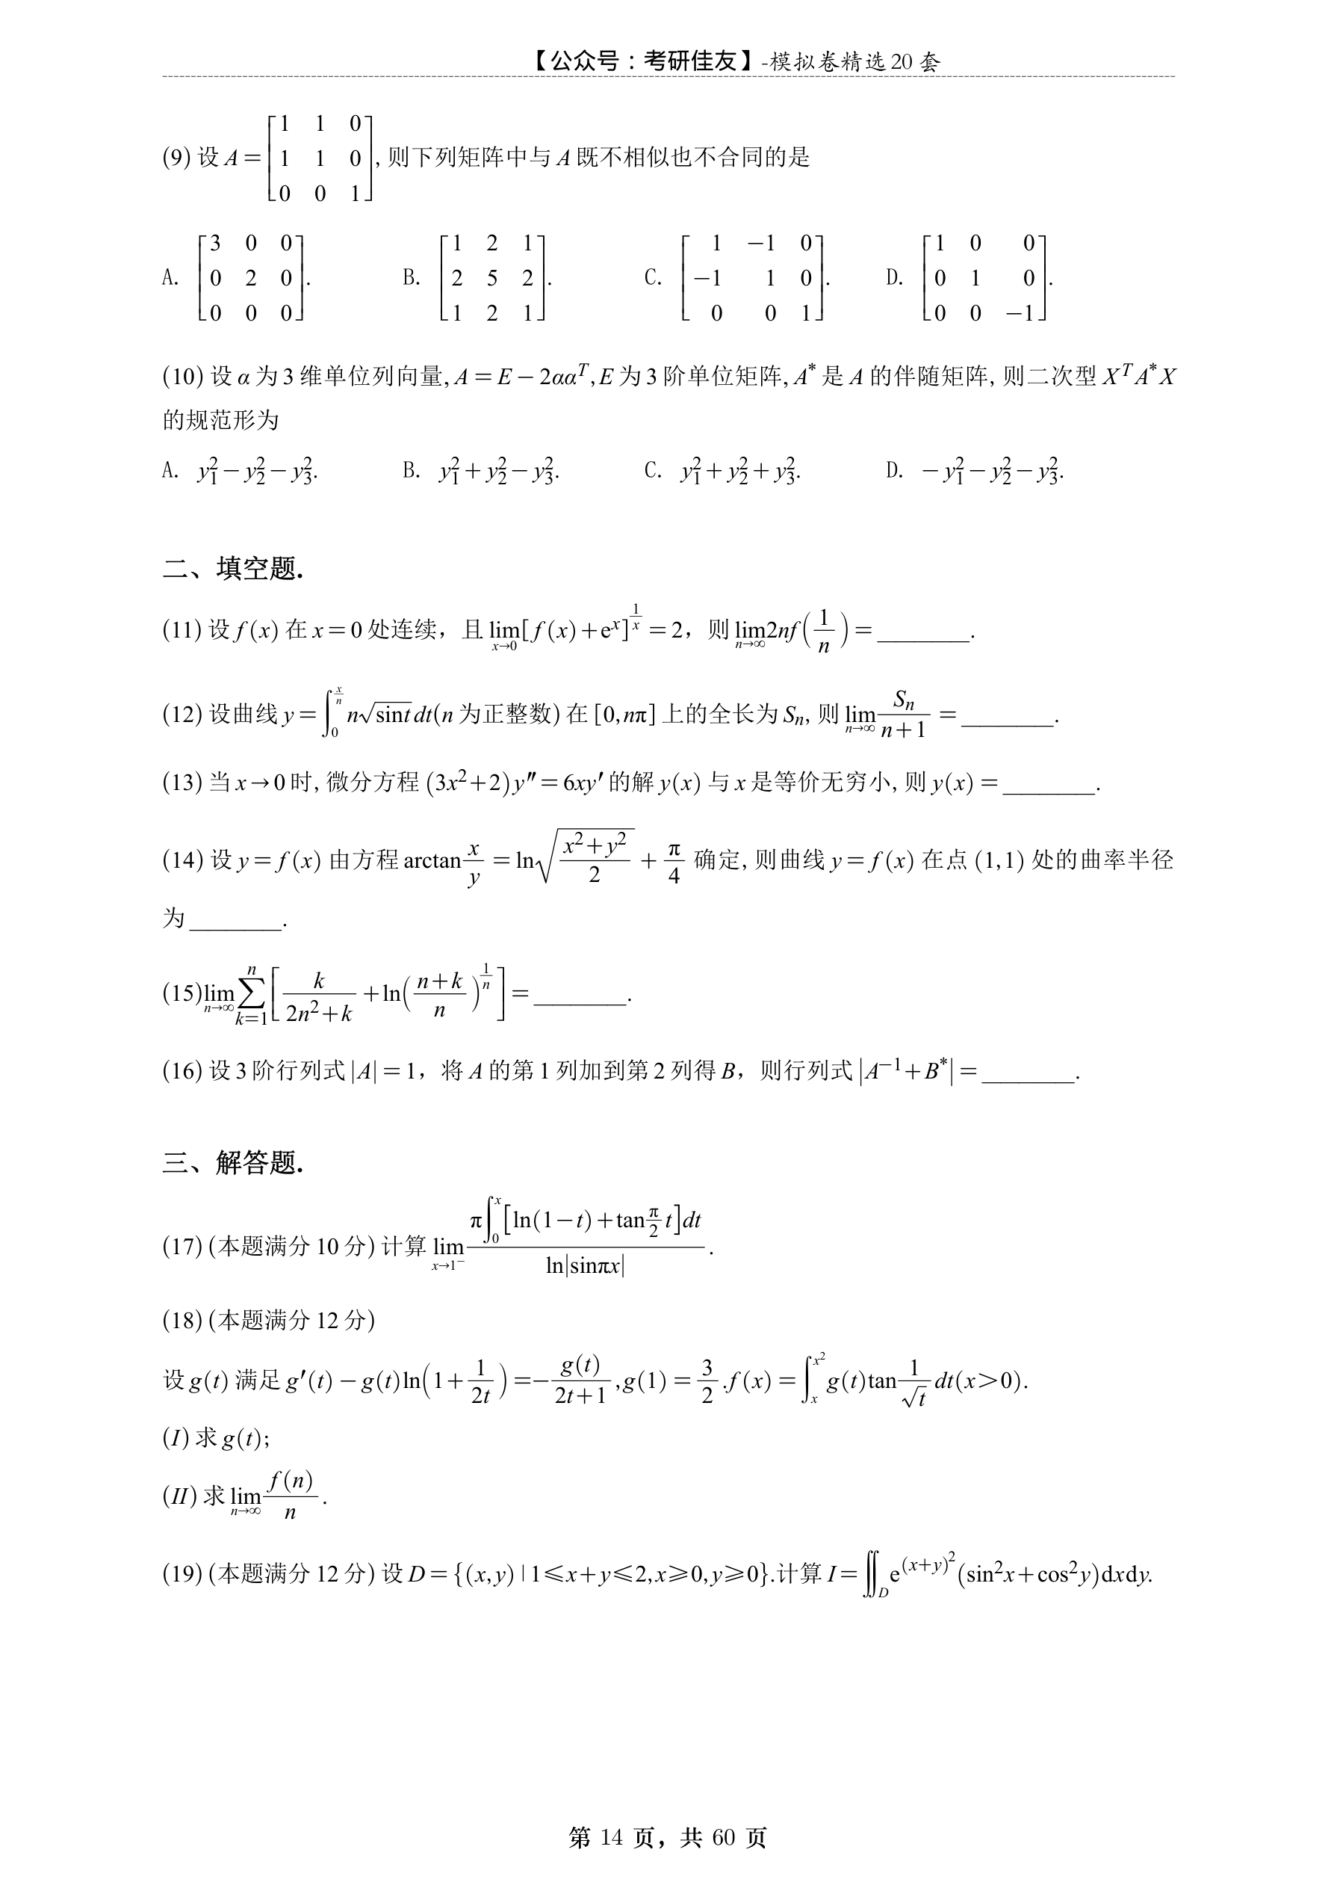 【公众号：考研佳友】-模拟卷精选20套
(9) 设 A = [1 1 0; 1 1 0; 0 0 1], 则下列矩阵中与 A 既不相似也不合同的是
A. [3 0 0; 0 2 0; 0 0 0]. B. [1 2 1; 2 5 2; 1 2 1]. C. [1 −1 0; −1 1 0; 0 0 1]. D. [1 0 0; 0 1 0; 0 0 −1].
(10) 设 α 为 3 维单位列向量, A = E − 2αα^T, E 为 3 阶单位矩阵, A^* 是 A 的伴随矩阵, 则二次型 X^T A^* X
的规范形为
A. y₁² − y₂² − y₃². B. y₁² + y₂² − y₃². C. y₁² + y₂² + y₃². D. − y₁² − y₂² − y₃².
二、填空题.
(11) 设 f(x) 在 x = 0 处连续，且 lim_{x→0} [f(x) + e^x]^{1/x} = 2，则 lim_{n→∞} 2nf(1/n) = ________.
(12) 设曲线 y = ∫_0^{x/n} n√(sint) dt (n 为正整数) 在 [0, nπ] 上的全长为 S_n, 则 lim_{n→∞} S_n/(n+1) = ________.
(13) 当 x → 0 时, 微分方程 (3x²+2)y″ = 6xy′ 的解 y(x) 与 x 是等价无穷小, 则 y(x) = ________.
(14) 设 y = f(x) 由方程 arctan x/y = ln√((x²+y²)/2) + π/4 确定, 则曲线 y = f(x) 在点 (1,1) 处的曲率半径
为 ________.
(15) lim_{n→∞} ∑_{k=1}^{n} [k/(2n²+k) + ln((n+k)/n)^{1/n}] = ________.
(16) 设 3 阶行列式 |A| = 1，将 A 的第 1 列加到第 2 列得 B，则行列式 |A^{−1} + B^*| = ________.
三、解答题.
(17) (本题满分 10 分) 计算 lim_{x→1⁻} π∫_0^x [ln(1−t) + tan π/2 t]dt / ln|sinπx|.
(18) (本题满分 12 分)
设 g(t) 满足 g′(t) − g(t)ln(1 + 1/2t) = − g(t)/(2t+1), g(1) = 3/2. f(x) = ∫_x^{x²} g(t)tan 1/√t dt(x>0).
(I) 求 g(t);
(II) 求 lim_{n→∞} f(n)/n.
(19) (本题满分 12 分) 设 D = {(x,y) | 1⩽x+y⩽2, x⩾0, y⩾0}.计算 I = ∬_D e^{(x+y)²}(sin²x + cos²y)dxdy.
第 14 页，共 60 页